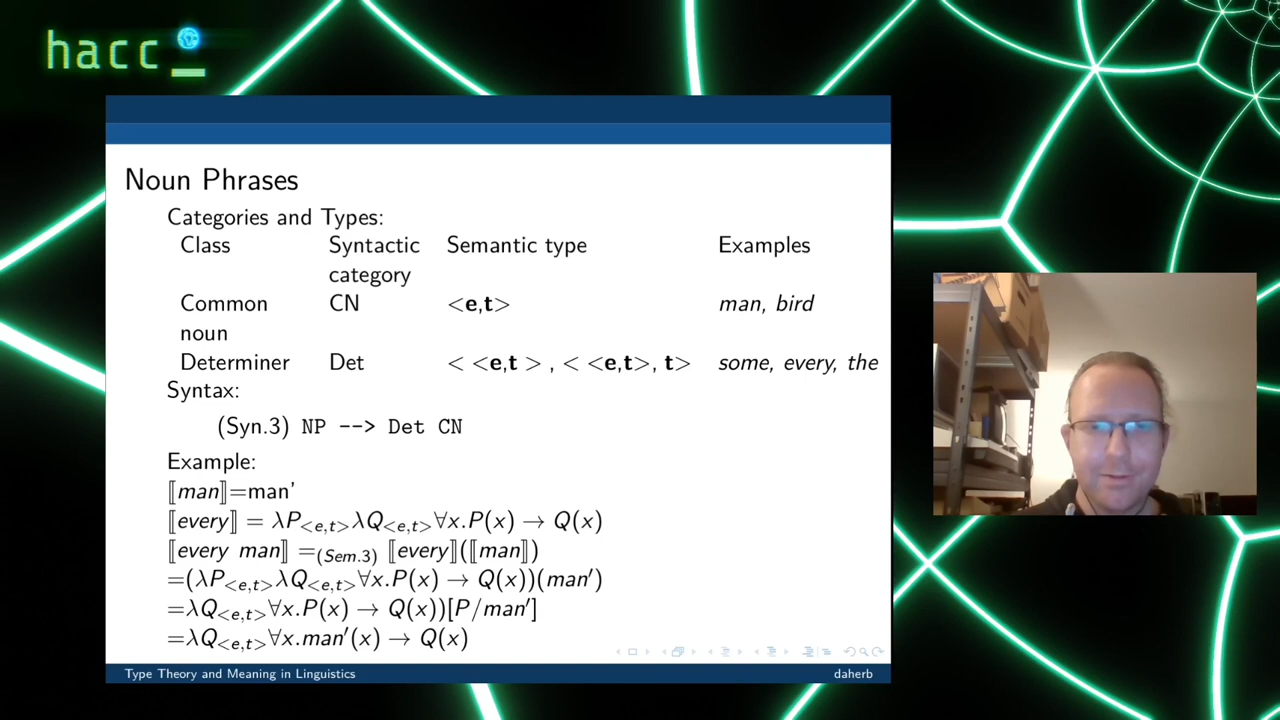 hacc
Noun Phrases
Categories and Types:
Class Syntactic category Semantic type Examples
Common noun CN <e,t> man, bird
Determiner Det < <e,t > , < <e,t>, t> some, every, the
Syntax:
(Syn.3) NP --> Det CN
Example:
⟦man⟧=man'
⟦every⟧ = λP<e,t>λQ<e,t>∀x.P(x) → Q(x)
⟦every man⟧ =(Sem.3) ⟦every⟧(⟦man⟧)
=(λP<e,t>λQ<e,t>∀x.P(x) → Q(x))(man′)
=λQ<e,t>∀x.P(x) → Q(x))[P/man′]
=λQ<e,t>∀x.man′(x) → Q(x)
Type Theory and Meaning in Linguistics daherb